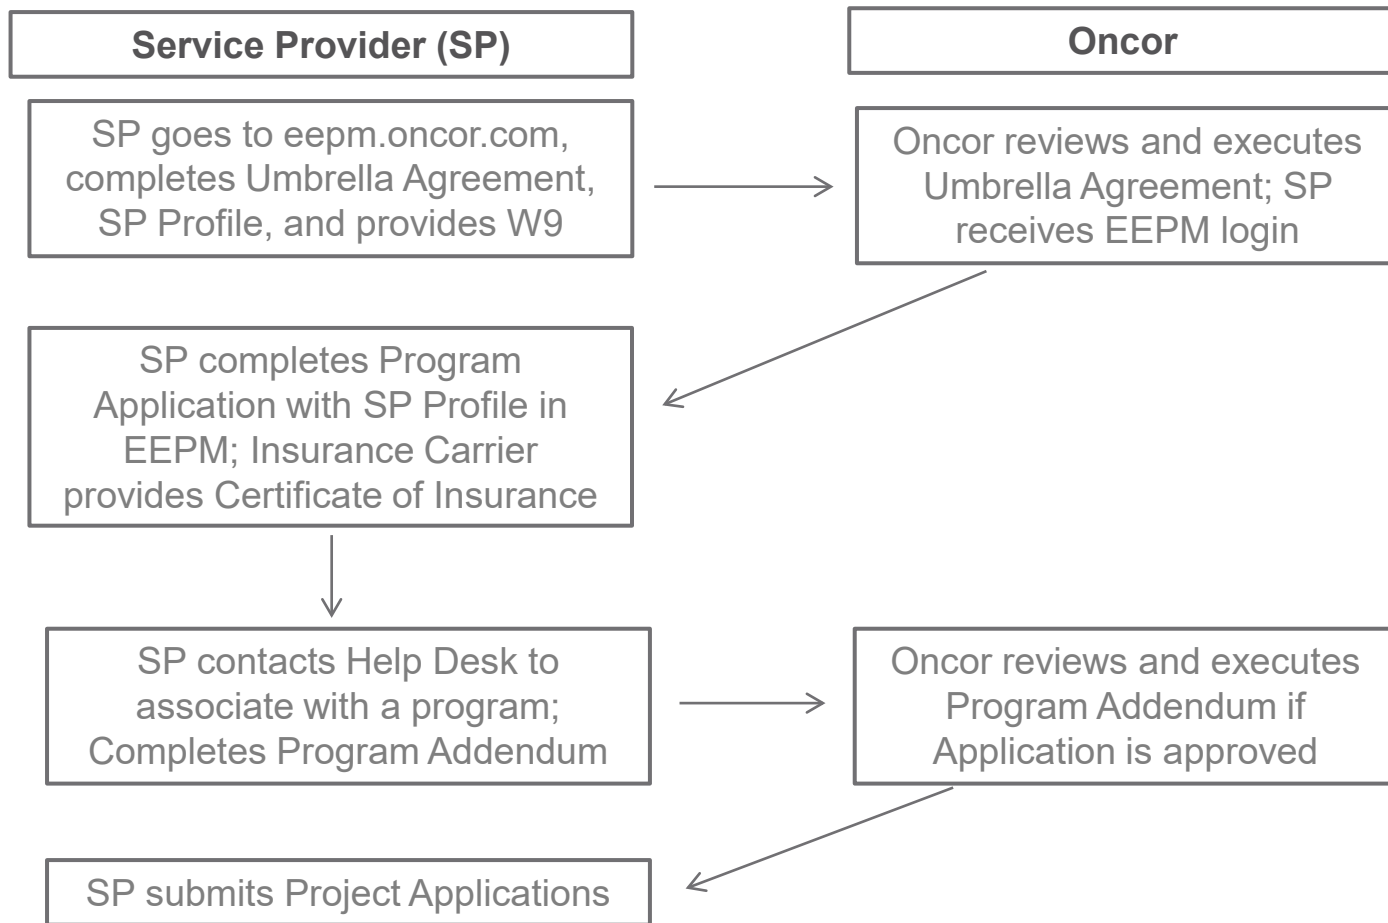 Service Provider (SP)
Oncor
SP goes to eepm.oncor.com,
completes Umbrella Agreement,
SP Profile, and provides W9
Oncor reviews and executes
Umbrella Agreement; SP
receives EEPM login
SP completes Program
Application with SP Profile in
EEPM; Insurance Carrier
provides Certificate of Insurance
SP contacts Help Desk to
associate with a program;
Completes Program Addendum
Oncor reviews and executes
Program Addendum if
Application is approved
SP submits Project Applications